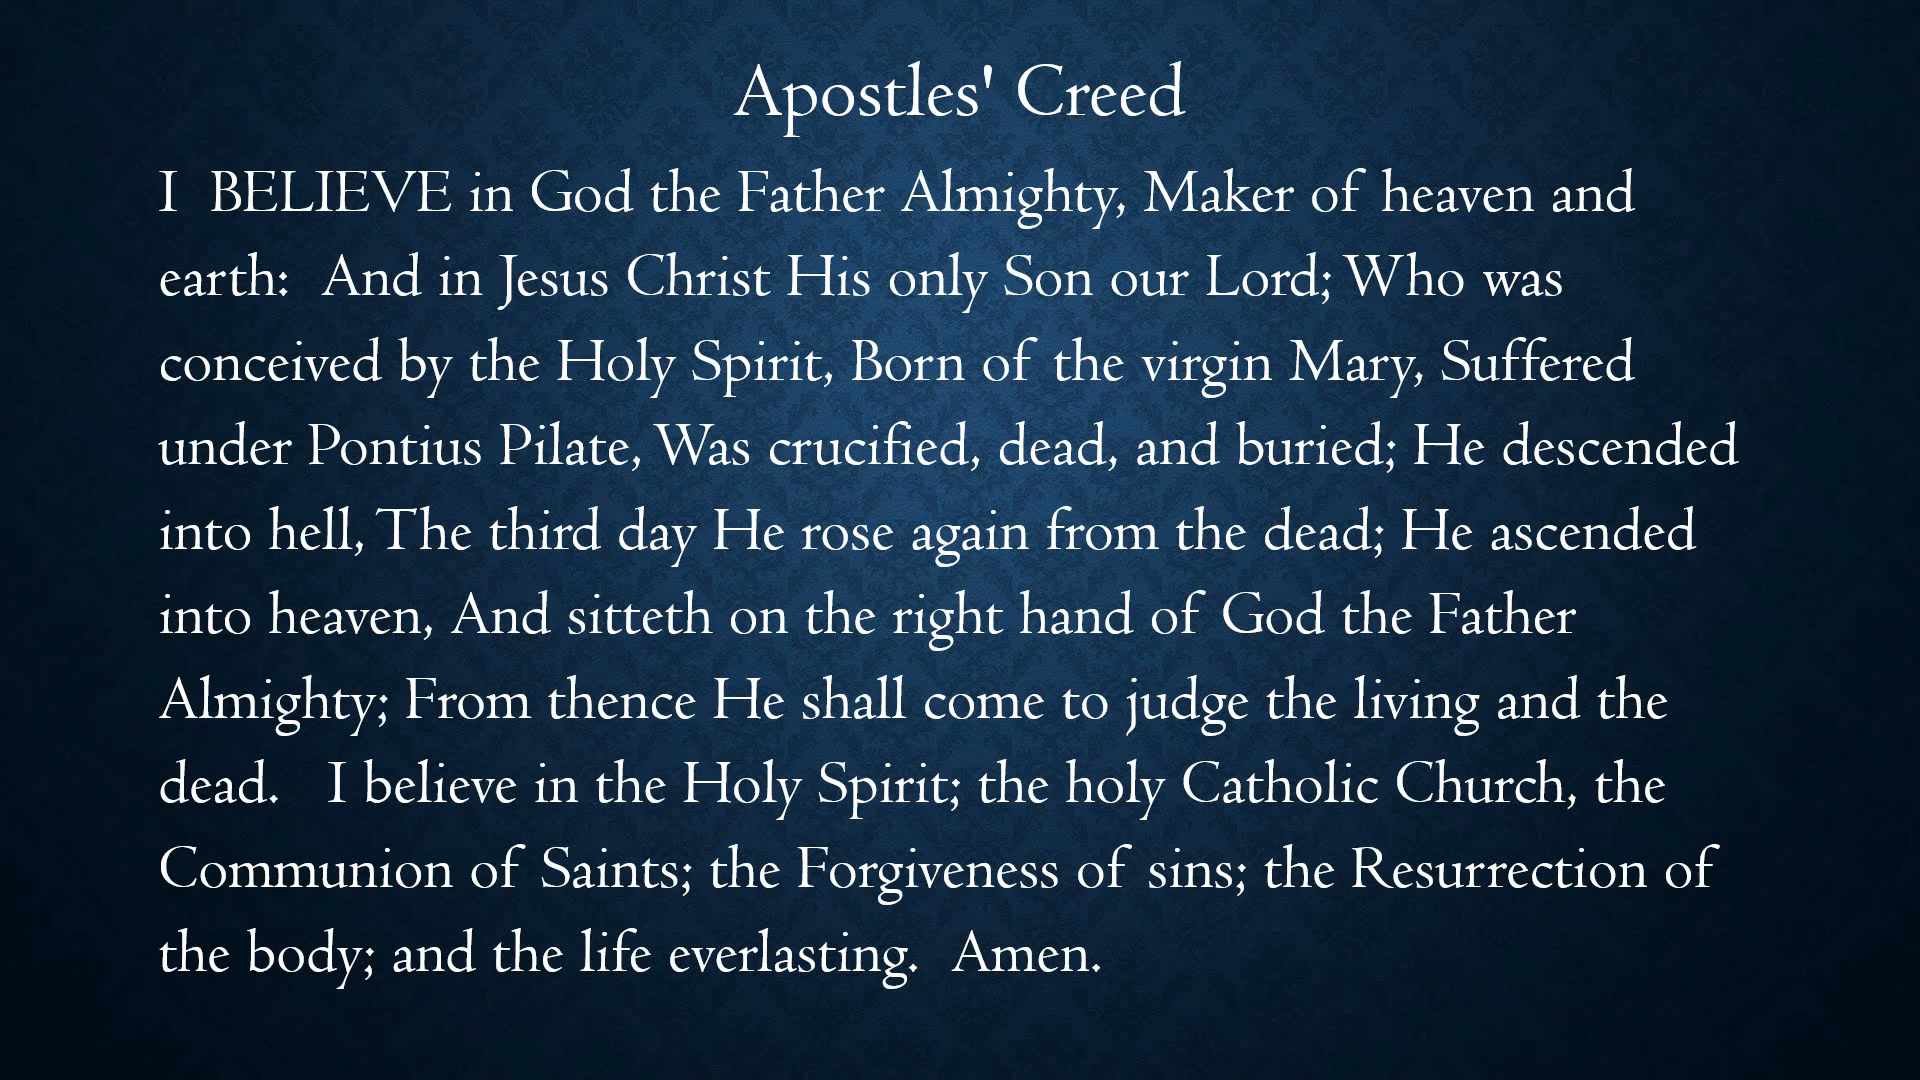 Apostles' Creed
I  BELIEVE in God the Father Almighty, Maker of heaven and
earth:  And in Jesus Christ His only Son our Lord; Who was
conceived by the Holy Spirit, Born of the virgin Mary, Suffered
under Pontius Pilate, Was crucified, dead, and buried; He descended
into hell, The third day He rose again from the dead; He ascended
into heaven, And sitteth on the right hand of God the Father
Almighty; From thence He shall come to judge the living and the
dead.   I believe in the Holy Spirit; the holy Catholic Church, the
Communion of Saints; the Forgiveness of sins; the Resurrection of
the body; and the life everlasting.  Amen.